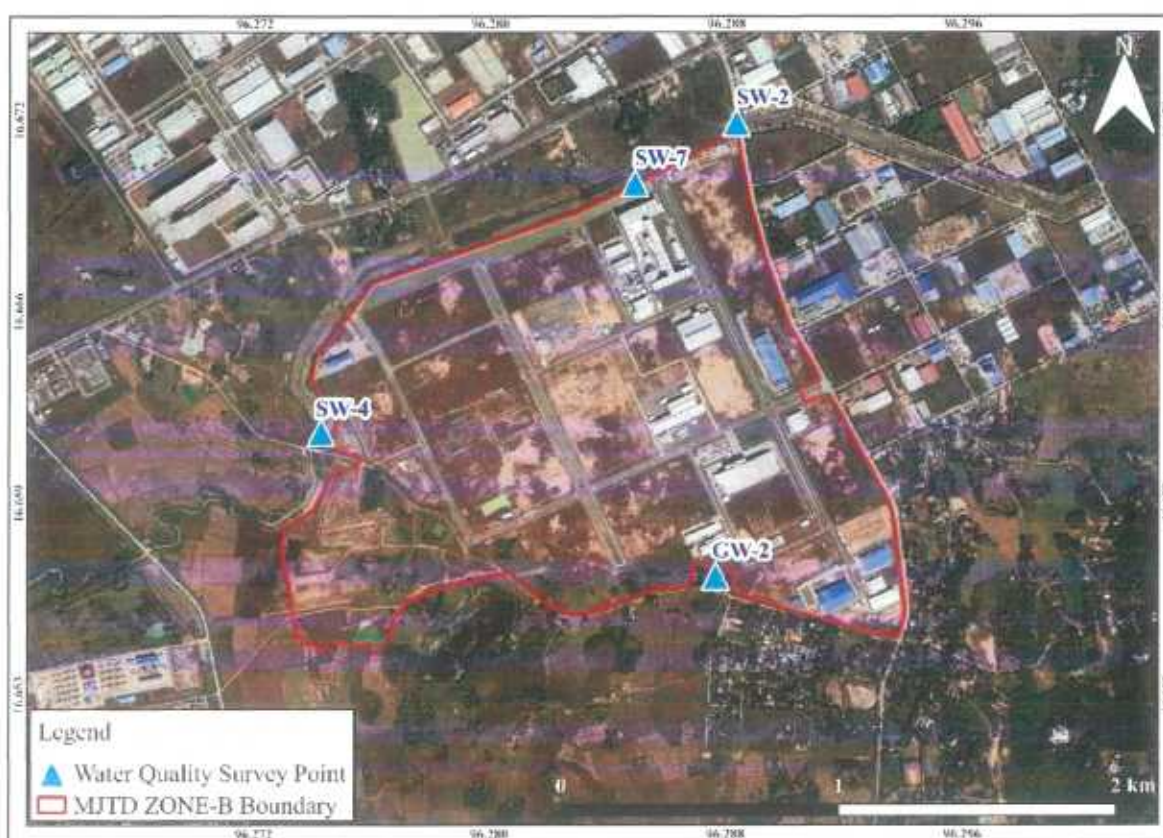 96.272 96.280 96.288 96.296
N
16.672
SW-2
SW-7
16.666
SW-4
16.659
GW-2
16.653
Legend
Water Quality Survey Point
MJTD ZONE-B Boundary
0 1 2 km
96.272 96.280 96.288 96.296